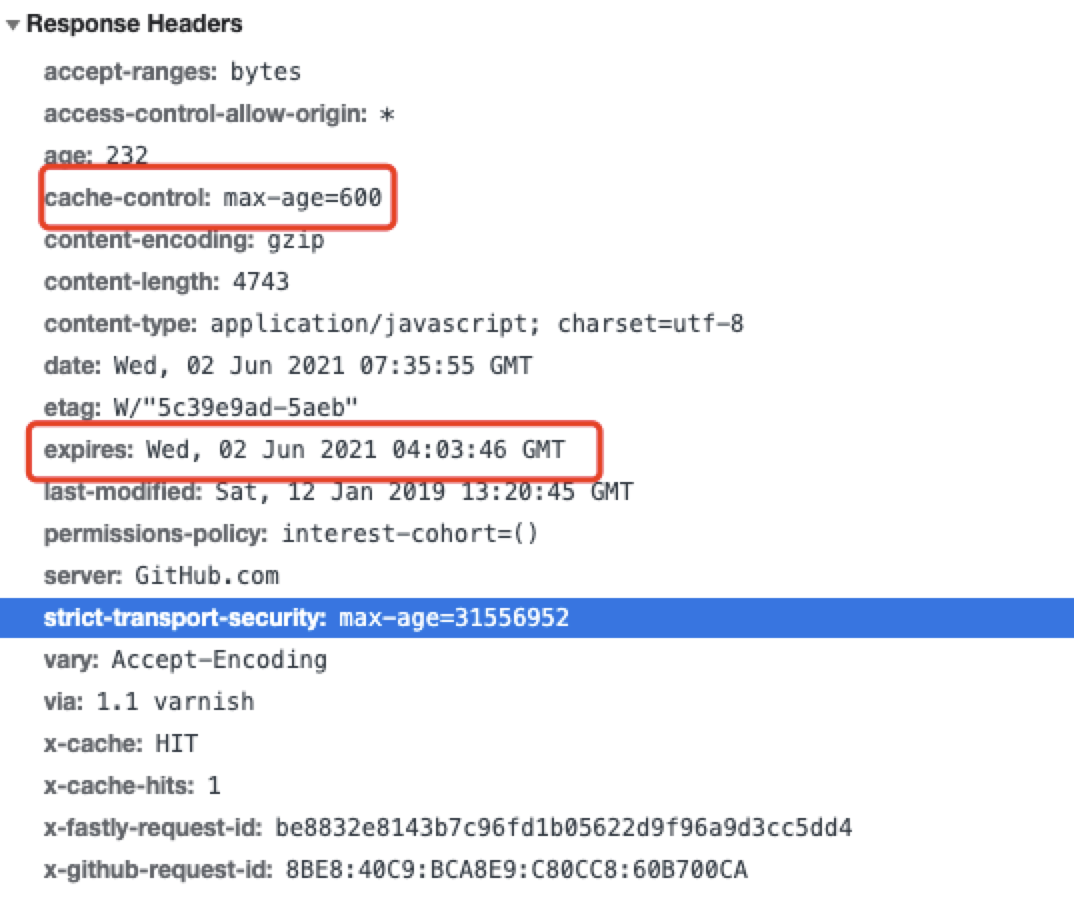 Response Headers
accept-ranges: bytes
access-control-allow-origin: *
age: 232
cache-control: max-age=600
content-encoding: gzip
content-length: 4743
content-type: application/javascript; charset=utf-8
date: Wed, 02 Jun 2021 07:35:55 GMT
etag: W/"5c39e9ad-5aeb"
expires: Wed, 02 Jun 2021 04:03:46 GMT
last-modified: Sat, 12 Jan 2019 13:20:45 GMT
permissions-policy: interest-cohort=()
server: GitHub.com
strict-transport-security: max-age=31556952
vary: Accept-Encoding
via: 1.1 varnish
x-cache: HIT
x-cache-hits: 1
x-fastly-request-id: be8832e8143b7c96fd1b05622d9f96a9d3cc5dd4
x-github-request-id: 8BE8:40C9:BCA8E9:C80CC8:60B700CA